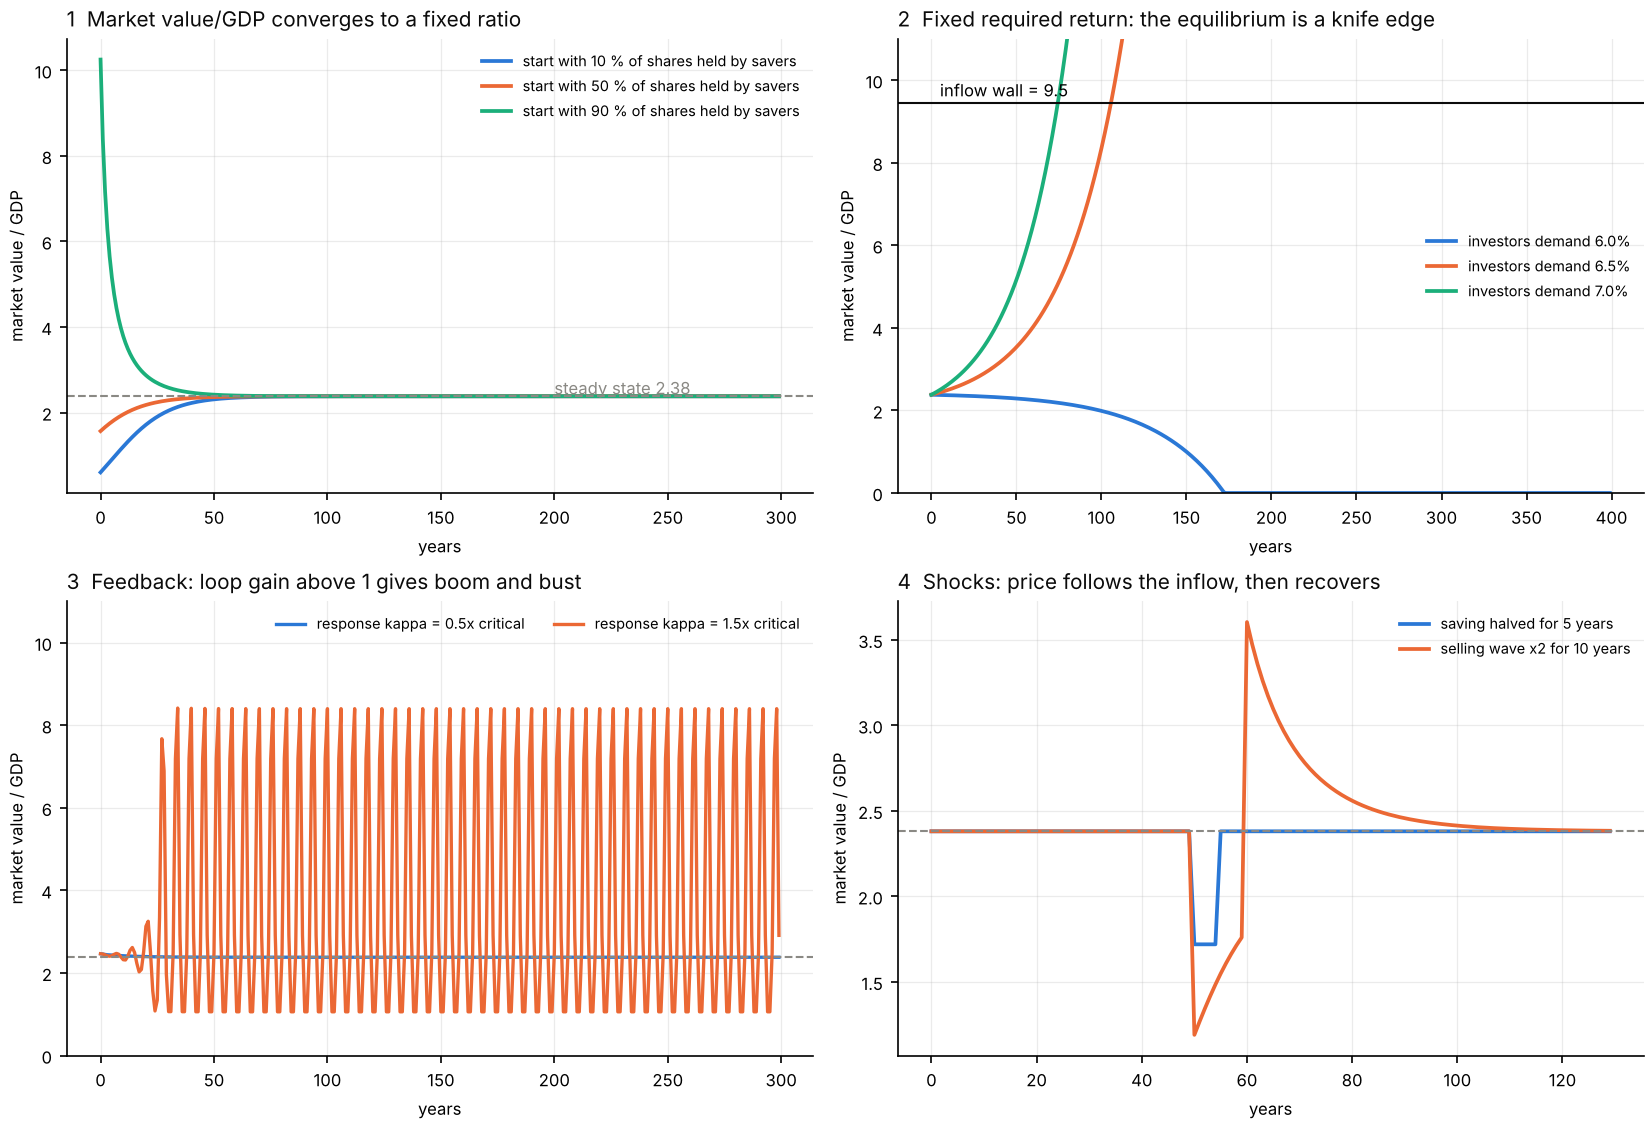 1 Market value/GDP converges to a fixed ratio
market value / GDP
10
8
6
4
2
start with 10 % of shares held by savers
start with 50 % of shares held by savers
start with 90 % of shares held by savers
steady state 2.38
0 50 100 150 200 250 300
years
2 Fixed required return: the equilibrium is a knife edge
market value / GDP
10
8
6
4
2
0
inflow wall = 9.5
investors demand 6.0%
investors demand 6.5%
investors demand 7.0%
0 50 100 150 200 250 300 350 400
years
3 Feedback: loop gain above 1 gives boom and bust
market value / GDP
10
8
6
4
2
0
response kappa = 0.5x critical
response kappa = 1.5x critical
0 50 100 150 200 250 300
years
4 Shocks: price follows the inflow, then recovers
market value / GDP
3.5
3.0
2.5
2.0
1.5
saving halved for 5 years
selling wave x2 for 10 years
0 20 40 60 80 100 120
years